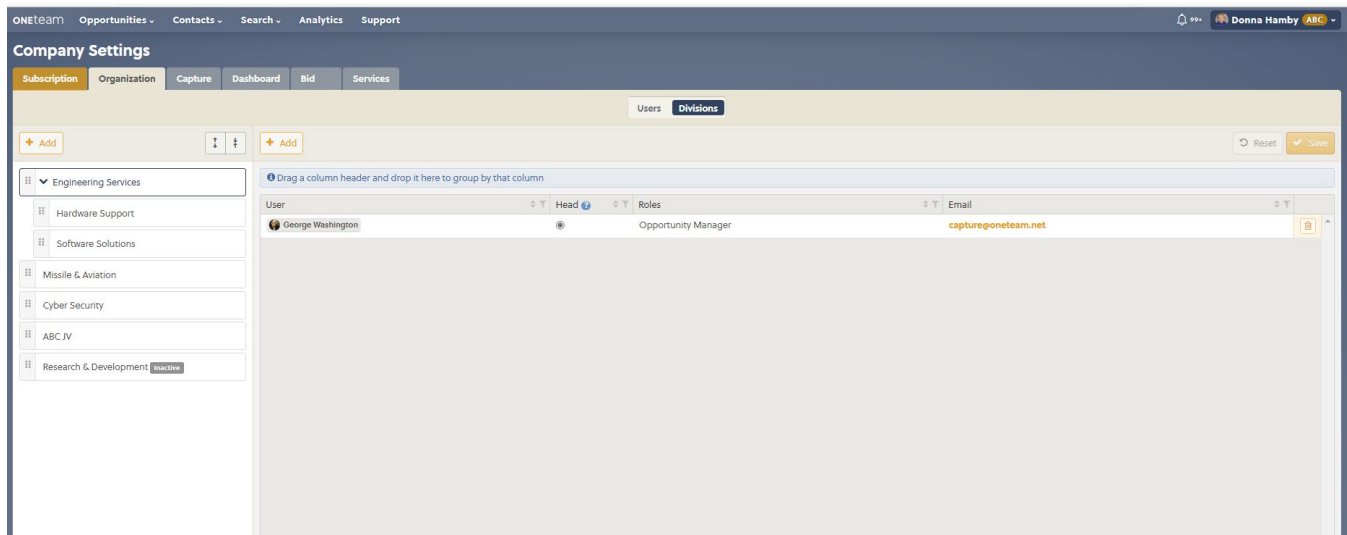 ONEteam Opportunities Contacts Search Analytics Support 99+ Donna Hamby ABC
Company Settings
Subscription Organization Capture Dashboard Bid Services
Users Divisions
+ Add + Add Reset Save
Engineering Services
Drag a column header and drop it here to group by that column
Hardware Support
User Head ? Roles Email
George Washington Opportunity Manager capture@oneteam.net
Software Solutions
Missile & Aviation
Cyber Security
ABC JV
Research & Development Inactive